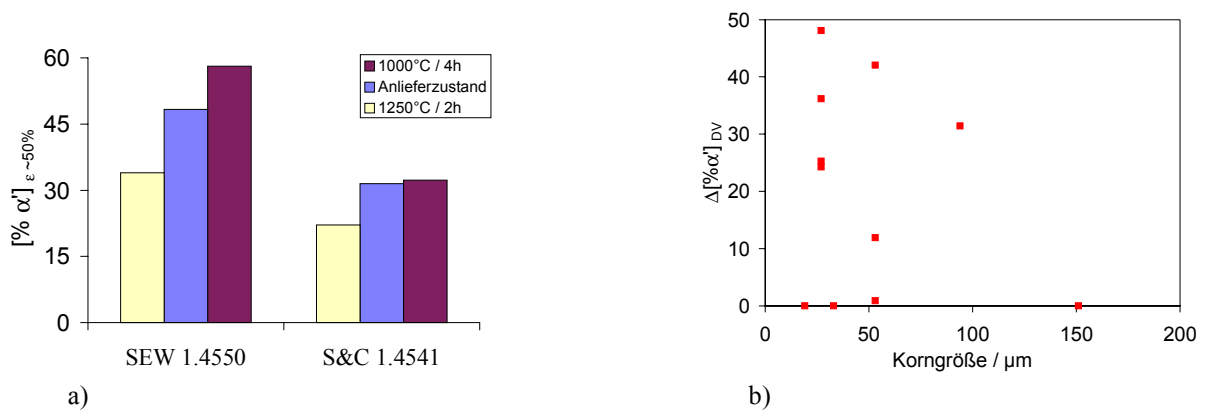 60
45
30
15
0
[% α'] ε ~50%
1000°C / 4h
Anlieferzustand
1250°C / 2h
SEW 1.4550
S&C 1.4541
a)
50
40
30
20
10
0
Δ[%α']DV
0
50
100
150
200
Korngröße / µm
b)